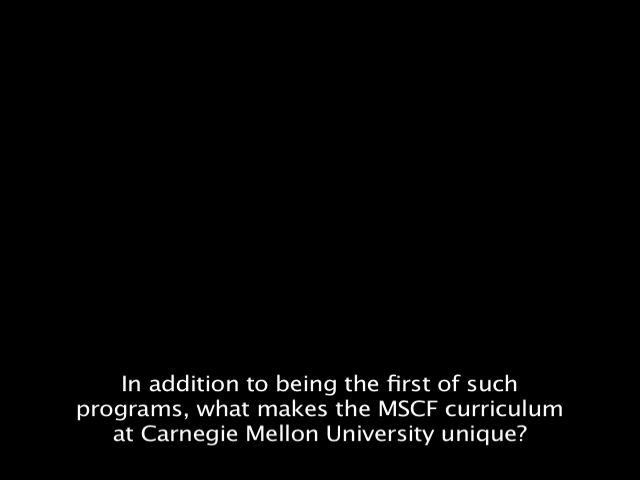 In addition to being the first of such
programs, what makes the MSCF curriculum
at Carnegie Mellon University unique?